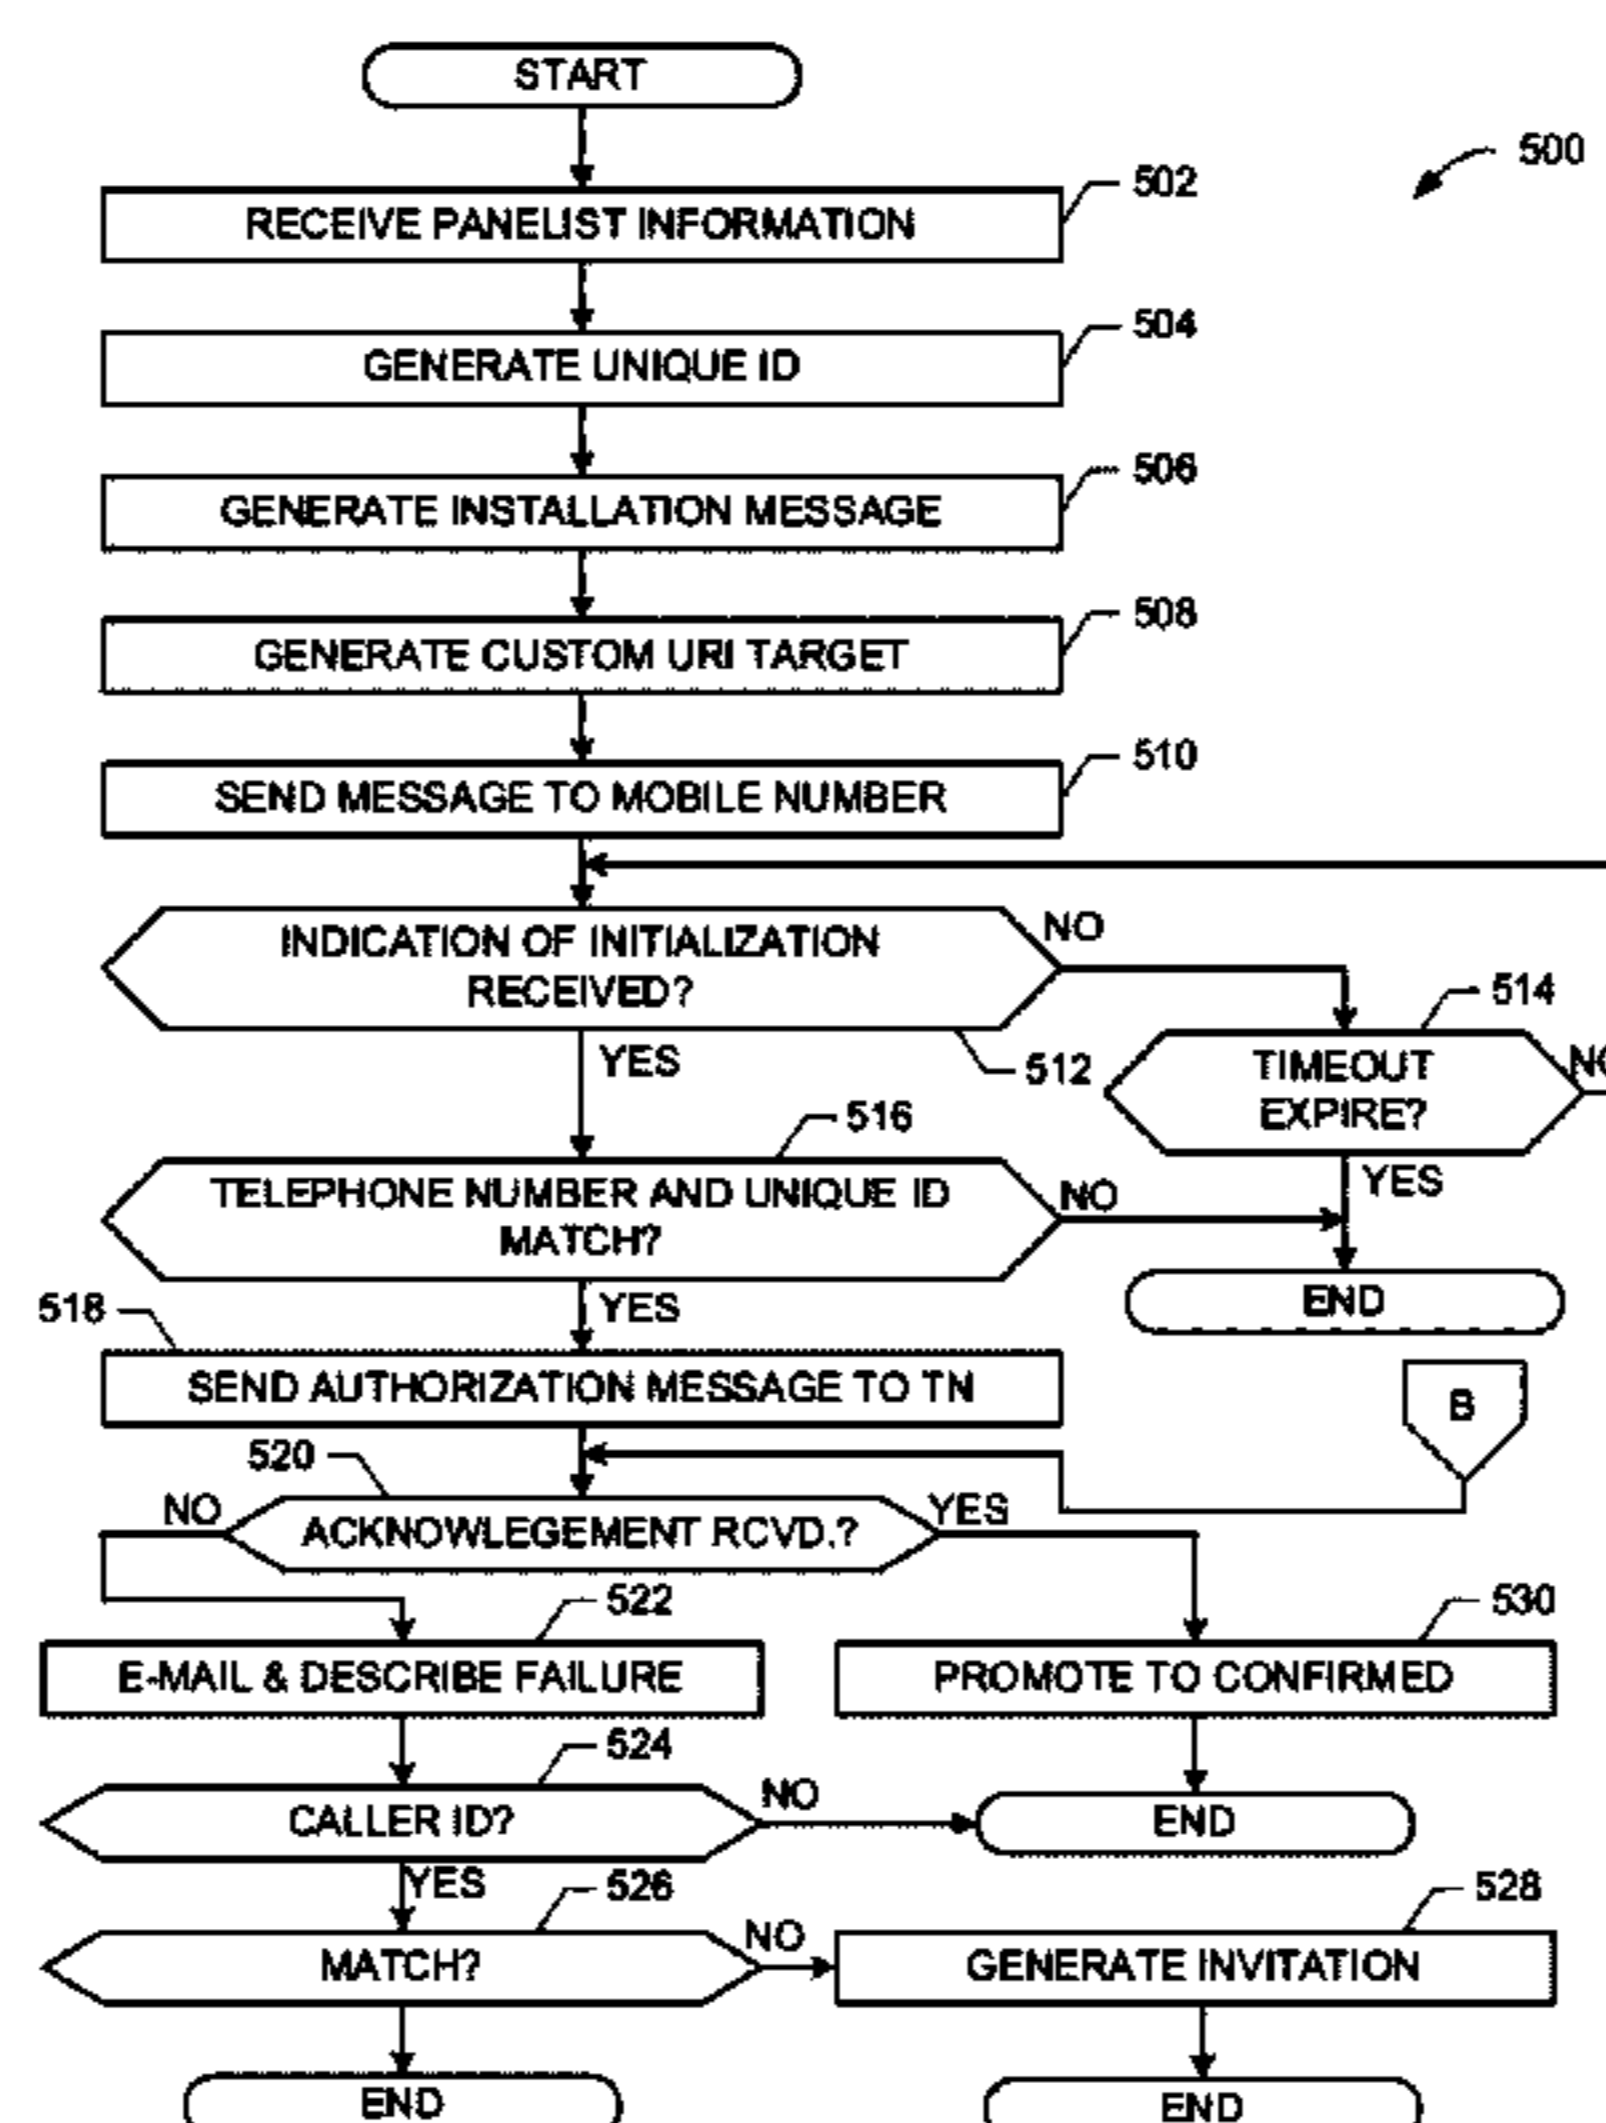 START
500
502
RECEIVE PANELIST INFORMATION
504
GENERATE UNIQUE ID
506
GENERATE INSTALLATION MESSAGE
508
GENERATE CUSTOM URI TARGET
510
SEND MESSAGE TO MOBILE NUMBER
INDICATION OF INITIALIZATION
RECEIVED?
NO
512
YES
514
TIMEOUT
EXPIRE?
NO
YES
516
TELEPHONE NUMBER AND UNIQUE ID
MATCH?
NO
YES
END
518
SEND AUTHORIZATION MESSAGE TO TN
B
520
ACKNOWLEGEMENT RCVD.?
NO
YES
522
E-MAIL & DESCRIBE FAILURE
530
PROMOTE TO CONFIRMED
524
CALLER ID?
NO
END
YES
526
MATCH?
NO
528
GENERATE INVITATION
END
END